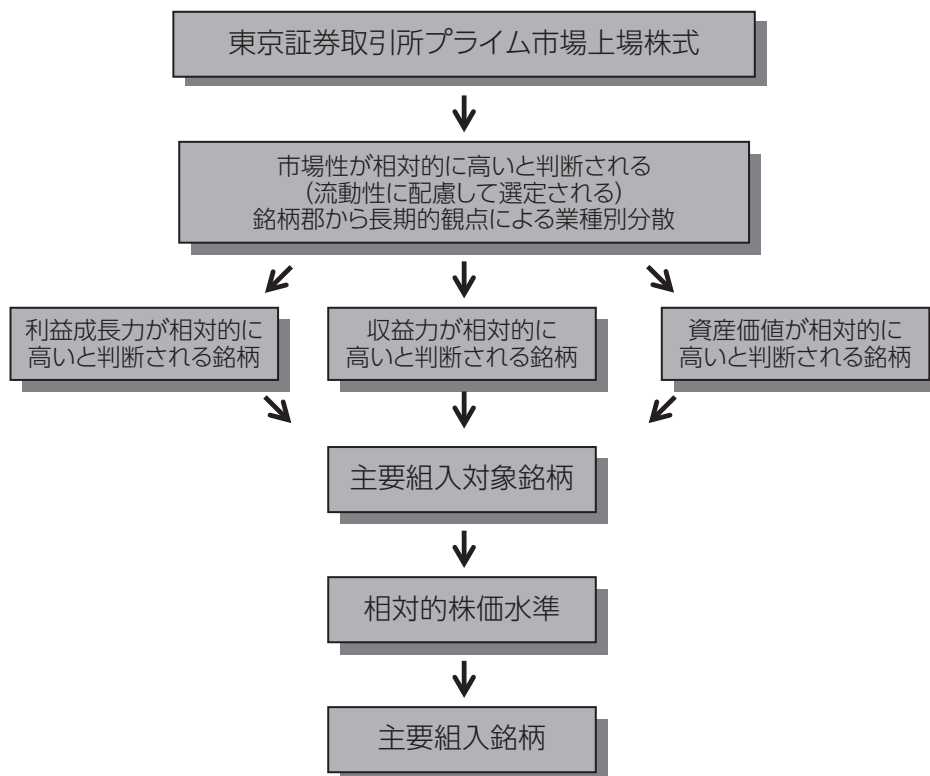 東京証券取引所プライム市場上場株式
市場性が相対的に高いと判断される
（流動性に配慮して選定される）
銘柄郡から長期的観点による業種別分散
利益成長力が相対的に
高いと判断される銘柄
収益力が相対的に
高いと判断される銘柄
資産価値が相対的に
高いと判断される銘柄
主要組入対象銘柄
相対的株価水準
主要組入銘柄